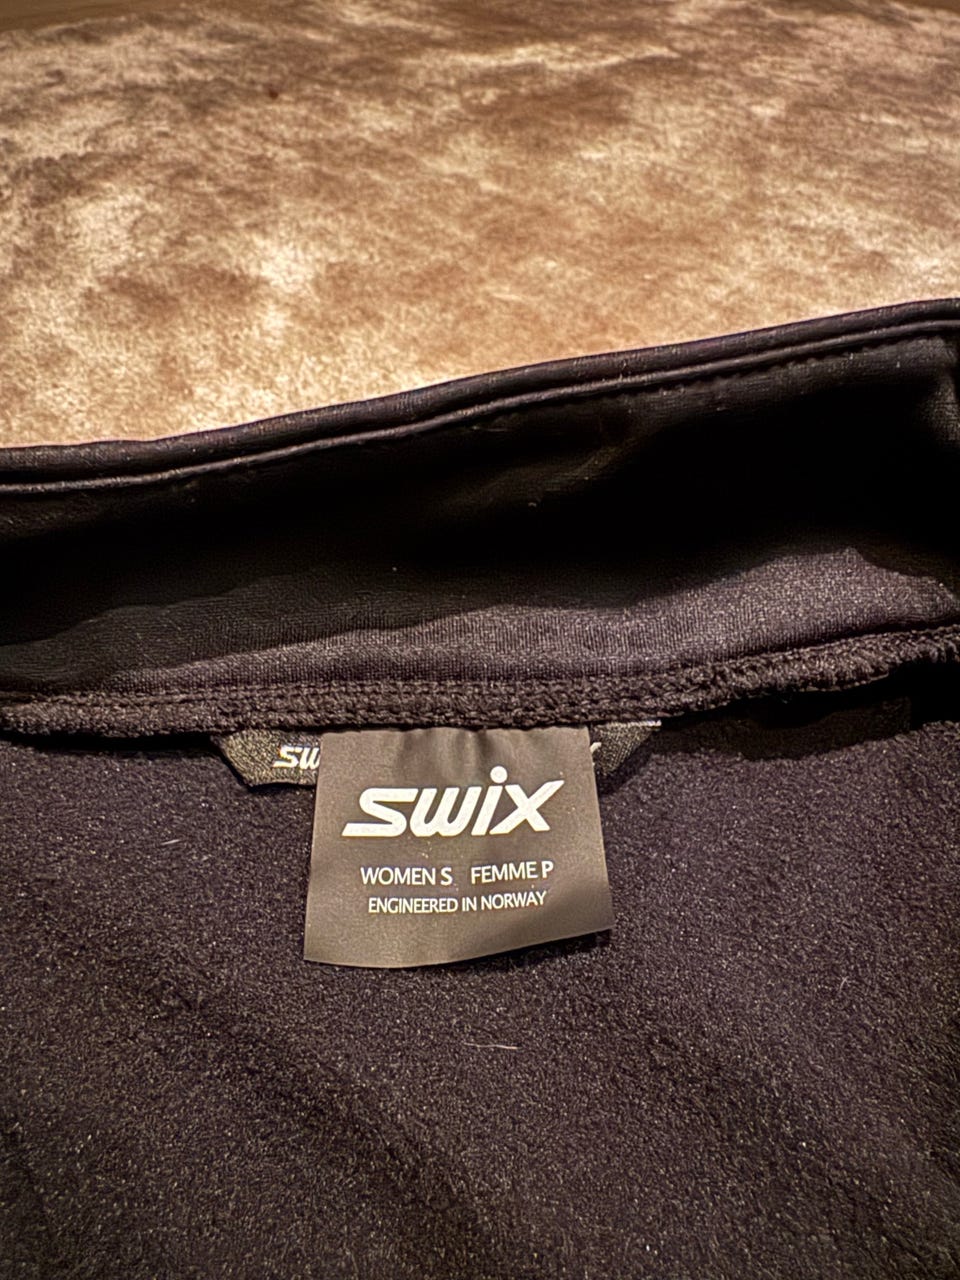 swix
WOMEN S FEMME P
ENGINEERED IN NORWAY